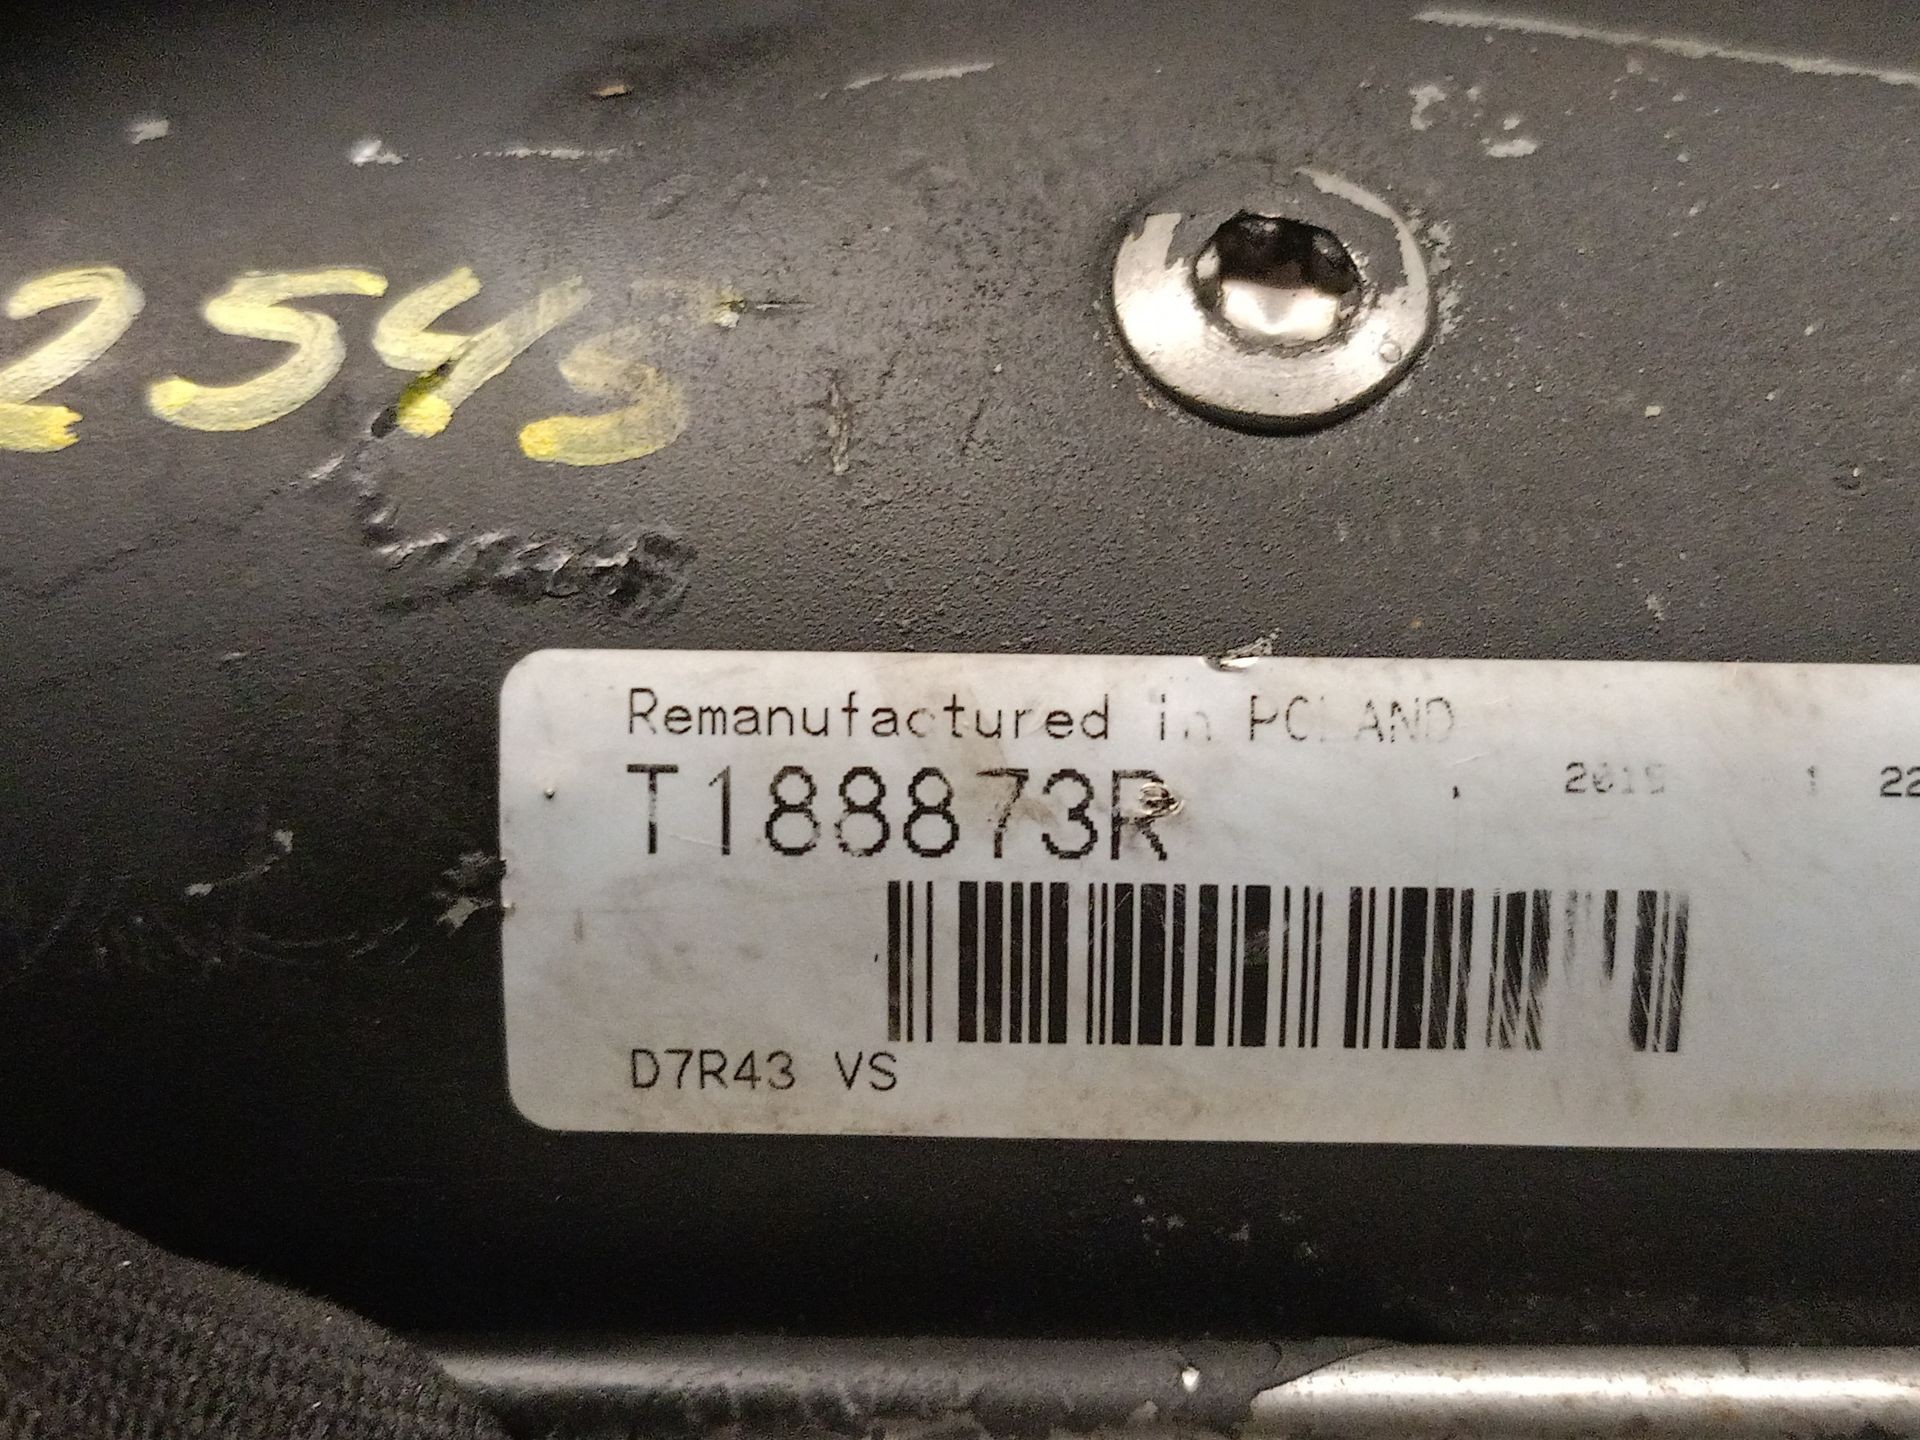 2545
Remanufactured in POLAND
T188873R
2015 1 22
D7R43 VS